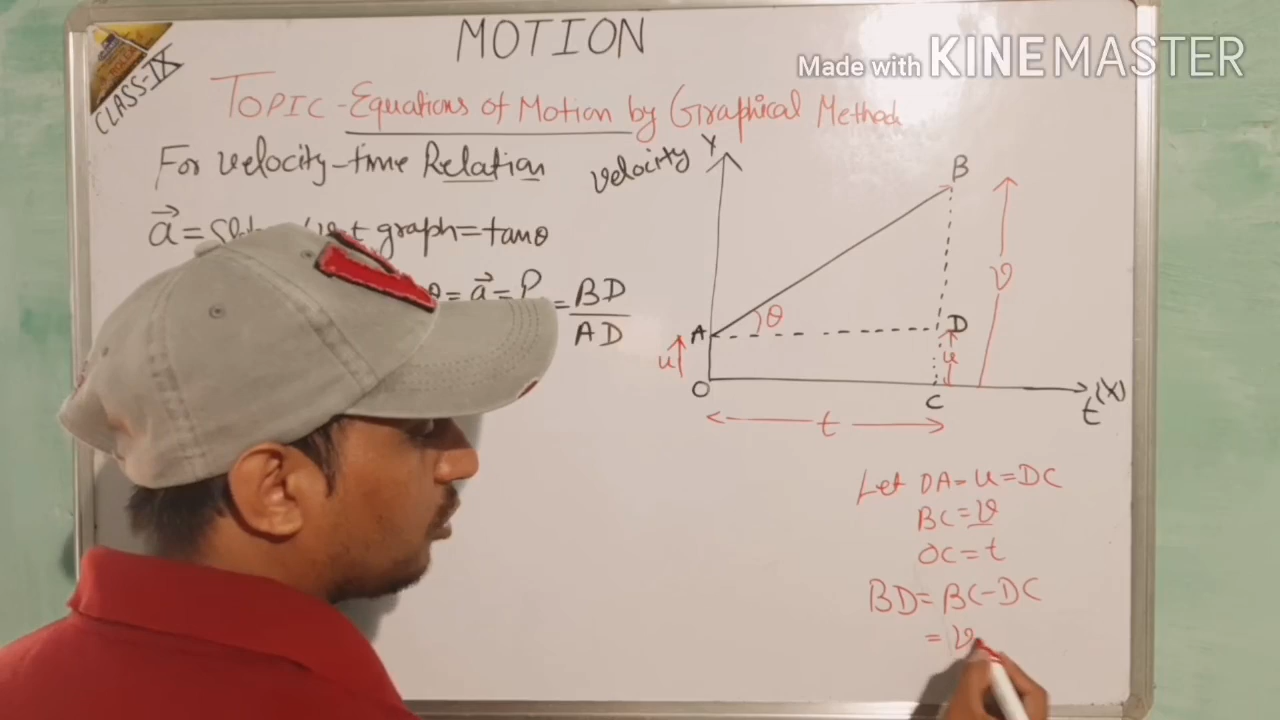 MOTION
Made with KINEMASTER
CLASS-IX
TOPIC - Equations of Motion by Graphical Method
For velocity-time Relation
velocity Y
B
a⃗ = graph = tanθ
θ = a⃗ = P = BD/AD
v
θ
A
D
u
u
O
C
t (X)
t
Let OA = u = DC
BC = v
OC = t
BD = BC - DC
= v